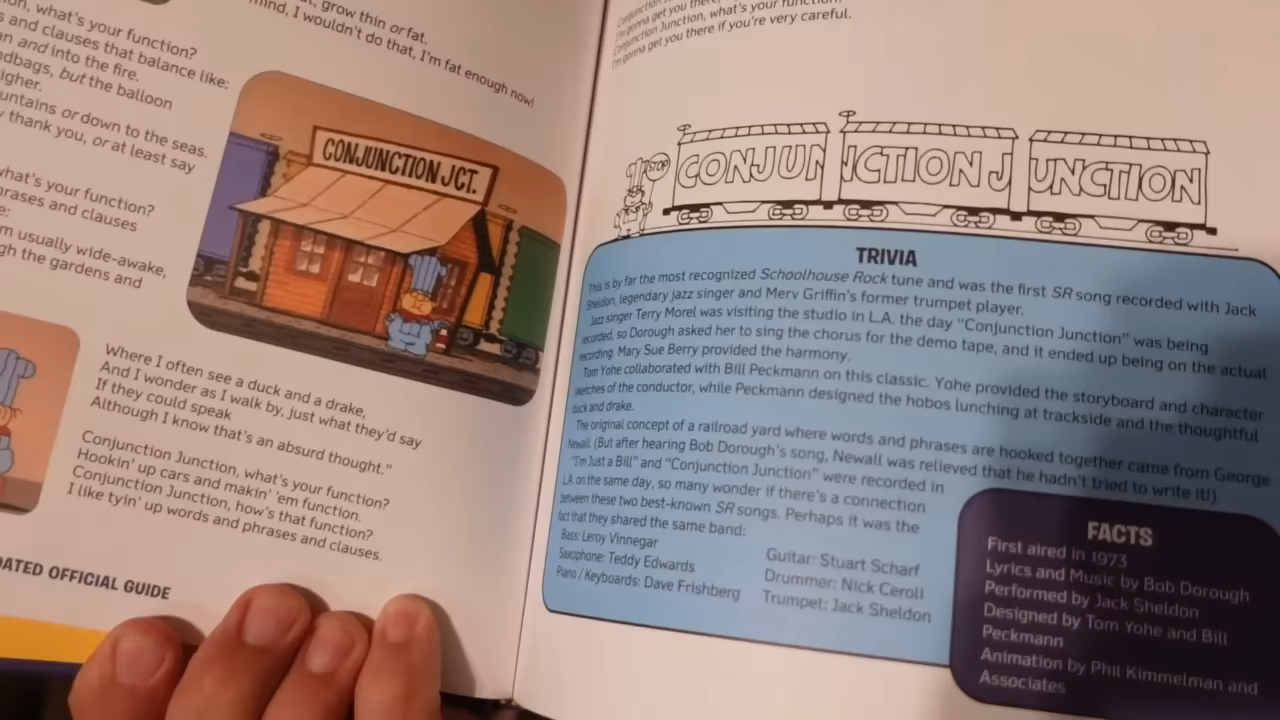 grow thin or fat.
mind, I wouldn't do that, I'm fat enough now!
what's your function?
and clauses that balance like:
and into the fire.
but the balloon
or down to the seas.
thank you, or at least say
what's your function?
phrases and clauses
usually wide-awake,
the gardens and
CONJUNCTION JCT.
Where I often see a duck and a drake,
And I wonder as I walk by, just what they'd say
If they could speak
Although I know that's an absurd thought."
Conjunction Junction, what's your function?
Hookin' up cars and makin' 'em function.
Conjunction Junction, how's that function?
I like tyin' up words and phrases and clauses.
OFFICIAL GUIDE
I'm gonna get you there,
Conjunction Junction, what's your function?
I'm gonna get you there if you're very careful.
STOP
CONJUNCTION JUNCTION
TRIVIA
This is by far the most recognized Schoolhouse Rock tune and was the first SR song recorded with Jack
Sheldon, legendary jazz singer and Merv Griffin's former trumpet player.
Jazz singer Terry Morel was visiting the studio in L.A. the day "Conjunction Junction" was being
recorded, so Dorough asked her to sing the chorus for the demo tape, and it ended up being on the actual
recording. Mary Sue Berry provided the harmony.
Tom Yohe collaborated with Bill Peckmann on this classic. Yohe provided the storyboard and character
sketches of the conductor, while Peckmann designed the hobos lunching at trackside and the thoughtful
duck and drake.
The original concept of a railroad yard where words and phrases are hooked together came from George
Newall. (But after hearing Bob Dorough's song, Newall was relieved that he hadn't tried to write it!)
"I'm Just a Bill" and "Conjunction Junction" were recorded in
L.A. on the same day, so many wonder if there's a connection
between these two best-known SR songs. Perhaps it was the
fact that they shared the same band:
Bass: Leroy Vinnegar
Saxophone: Teddy Edwards
Piano / Keyboards: Dave Frishberg
Guitar: Stuart Scharf
Drummer: Nick Ceroli
Trumpet: Jack Sheldon
FACTS
First aired in 1973
Lyrics and Music by Bob Dorough
Performed by Jack Sheldon
Designed by Tom Yohe and Bill
Peckmann
Animation by Phil Kimmelman and
Associates